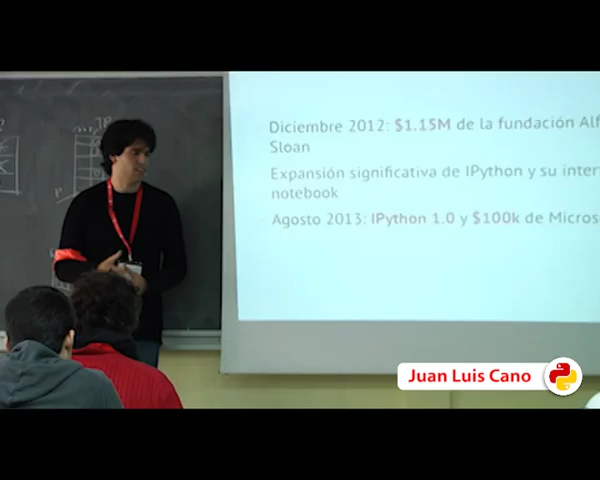 Diciembre 2012: $1.15M de la fundación Alf
Sloan
Expansión significativa de IPython y su inter
notebook
Agosto 2013: IPython 1.0 y $100k de Micros
Juan Luis Cano